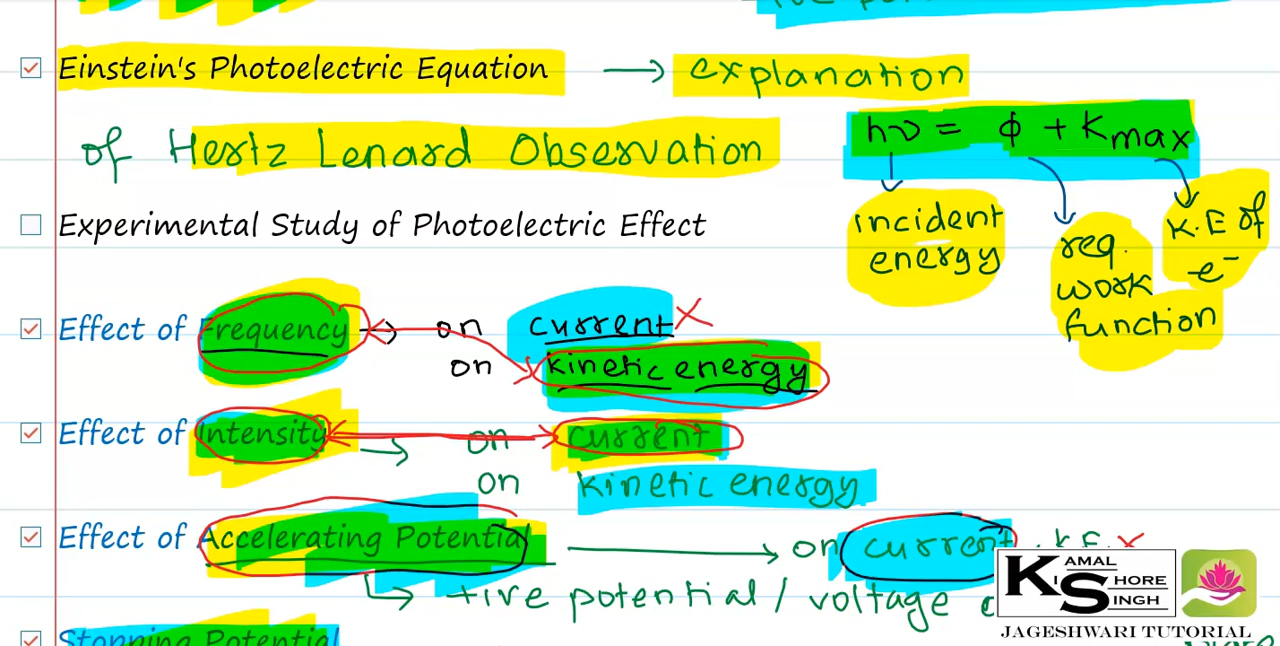 Einstein's Photoelectric Equation → explanation
of Hertz Lenard Observation
hν = ϕ + Kmax
incident energy
req. work function
K.E of e⁻
Experimental Study of Photoelectric Effect
Effect of Frequency → on current ×
on kinetic energy
Effect of Intensity → on current
on kinetic energy
Effect of Accelerating Potential → on current, K.E. ×
↳ +ive potential / voltage
Stopping Potential
KAMAL
KISHORE
SINGH
JAGESHWARI TUTORIAL